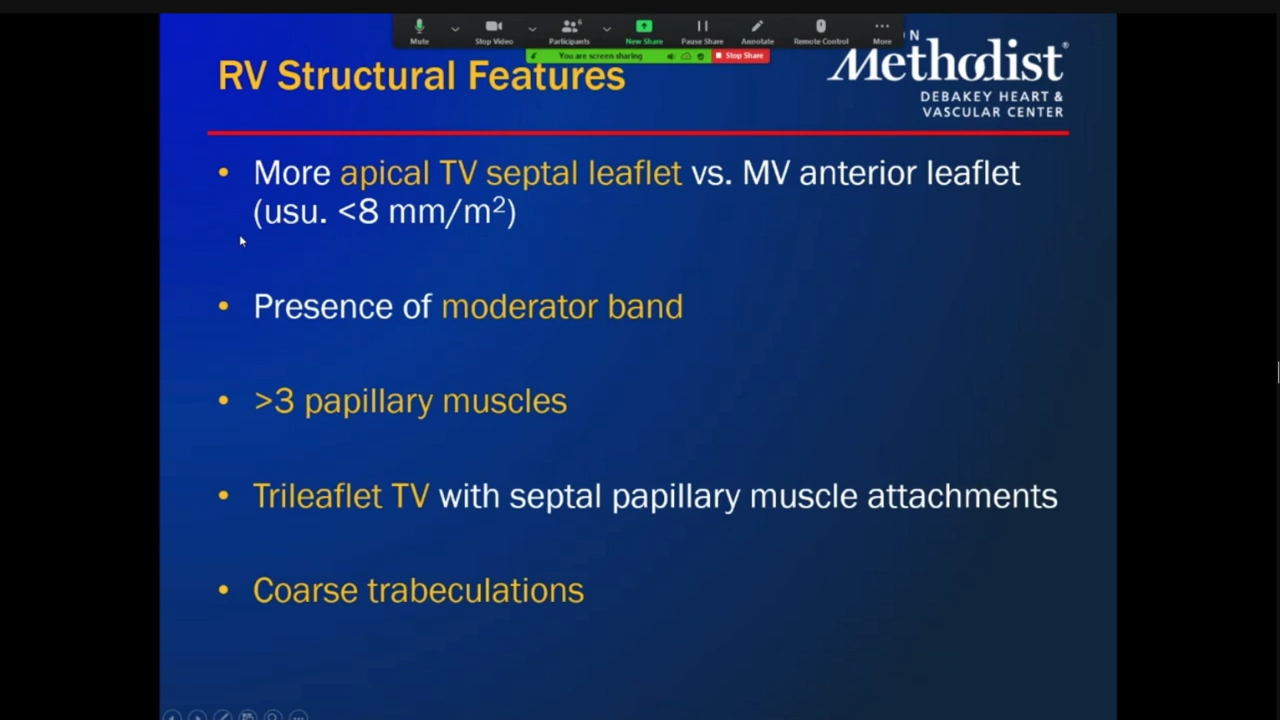 Mute
Stop Video
Participants
6
New Share
Pause Share
Annotate
Remote Control
More
You are screen sharing
Stop Share
RV Structural Features
N
Methodist®
DEBAKEY HEART &
VASCULAR CENTER
• More apical TV septal leaflet vs. MV anterior leaflet
(usu. <8 mm/m²)
• Presence of moderator band
• >3 papillary muscles
• Trileaflet TV with septal papillary muscle attachments
• Coarse trabeculations